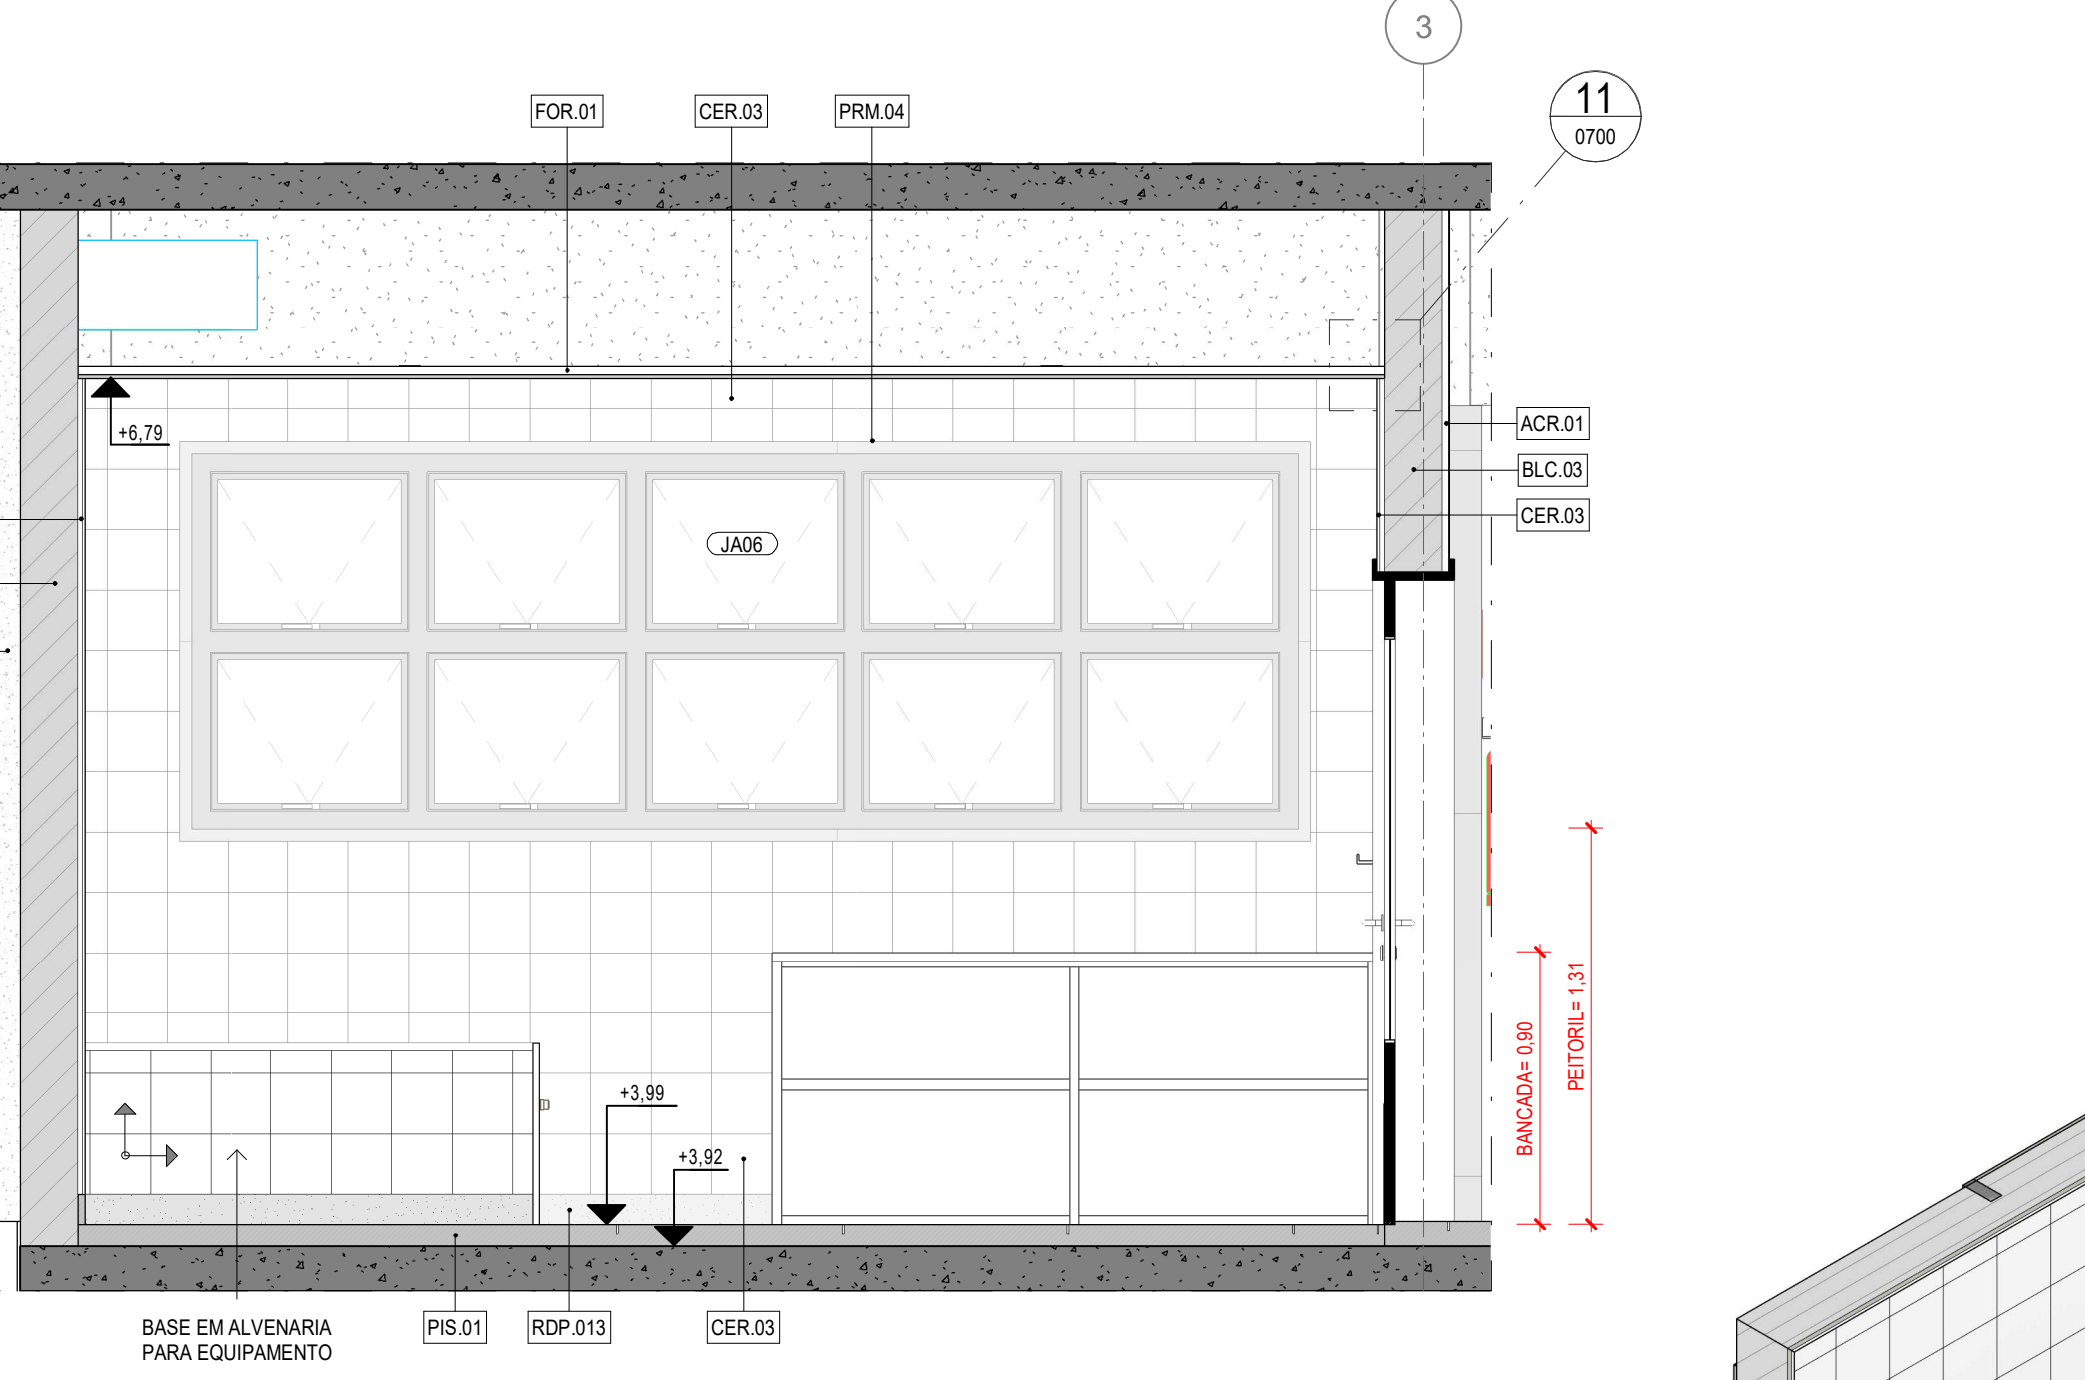 3
11
0700
FOR.01
CER.03
PRM.04
+6,79
ACR.01
BLC.03
CER.03
JA06
PEITORIL= 1,31
BANCADA= 0,90
+3,99
+3,92
BASE EM ALVENARIA
PARA EQUIPAMENTO
PIS.01
RDP.013
CER.03